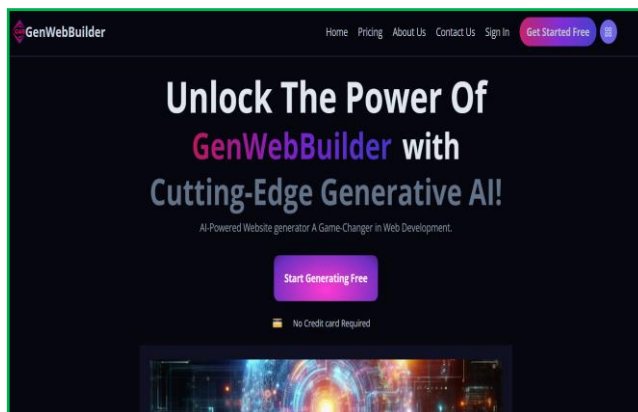 GenWebBuilder
Home Pricing About Us Contact Us Sign In Get Started Free
Unlock The Power Of
GenWebBuilder with
Cutting-Edge Generative AI!
AI-Powered Website generator A Game-Changer in Web Development.
Start Generating Free
No Credit card Required